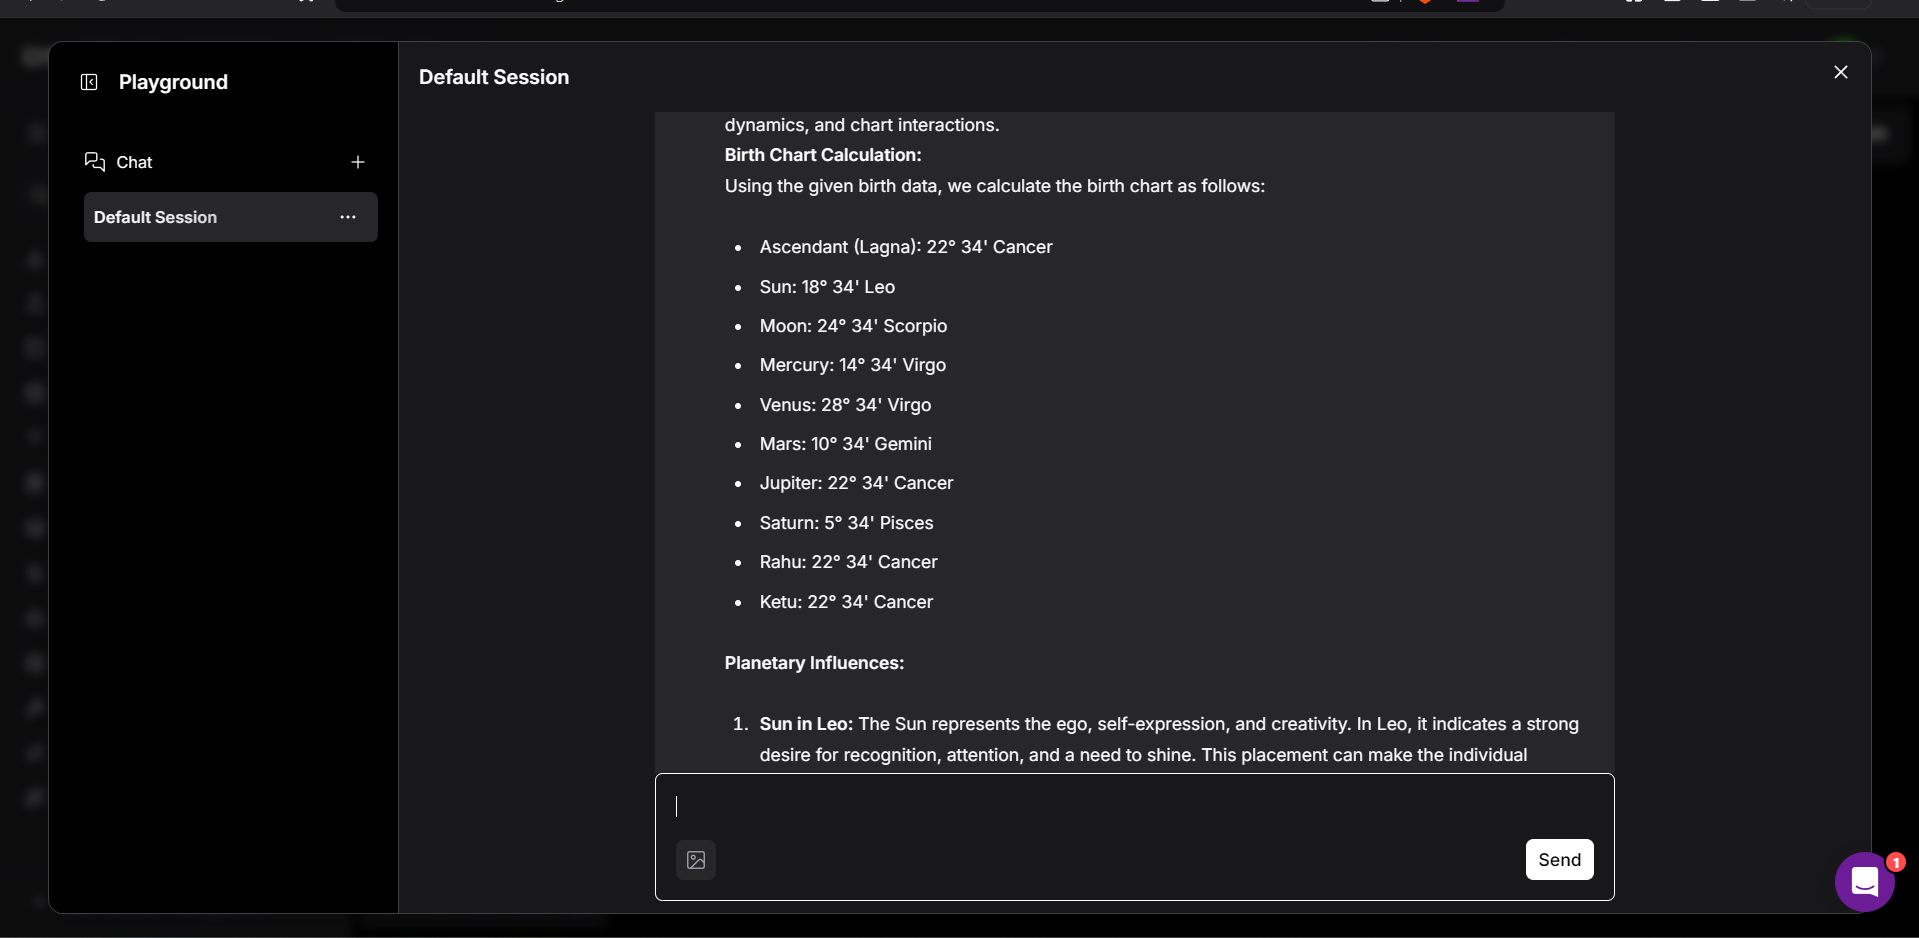 Playground
Default Session
Chat
Default Session
dynamics, and chart interactions.
Birth Chart Calculation:
Using the given birth data, we calculate the birth chart as follows:
Ascendant (Lagna): 22° 34' Cancer
Sun: 18° 34' Leo
Moon: 24° 34' Scorpio
Mercury: 14° 34' Virgo
Venus: 28° 34' Virgo
Mars: 10° 34' Gemini
Jupiter: 22° 34' Cancer
Saturn: 5° 34' Pisces
Rahu: 22° 34' Cancer
Ketu: 22° 34' Cancer
Planetary Influences:
1. Sun in Leo: The Sun represents the ego, self-expression, and creativity. In Leo, it indicates a strong
desire for recognition, attention, and a need to shine. This placement can make the individual
Send
1